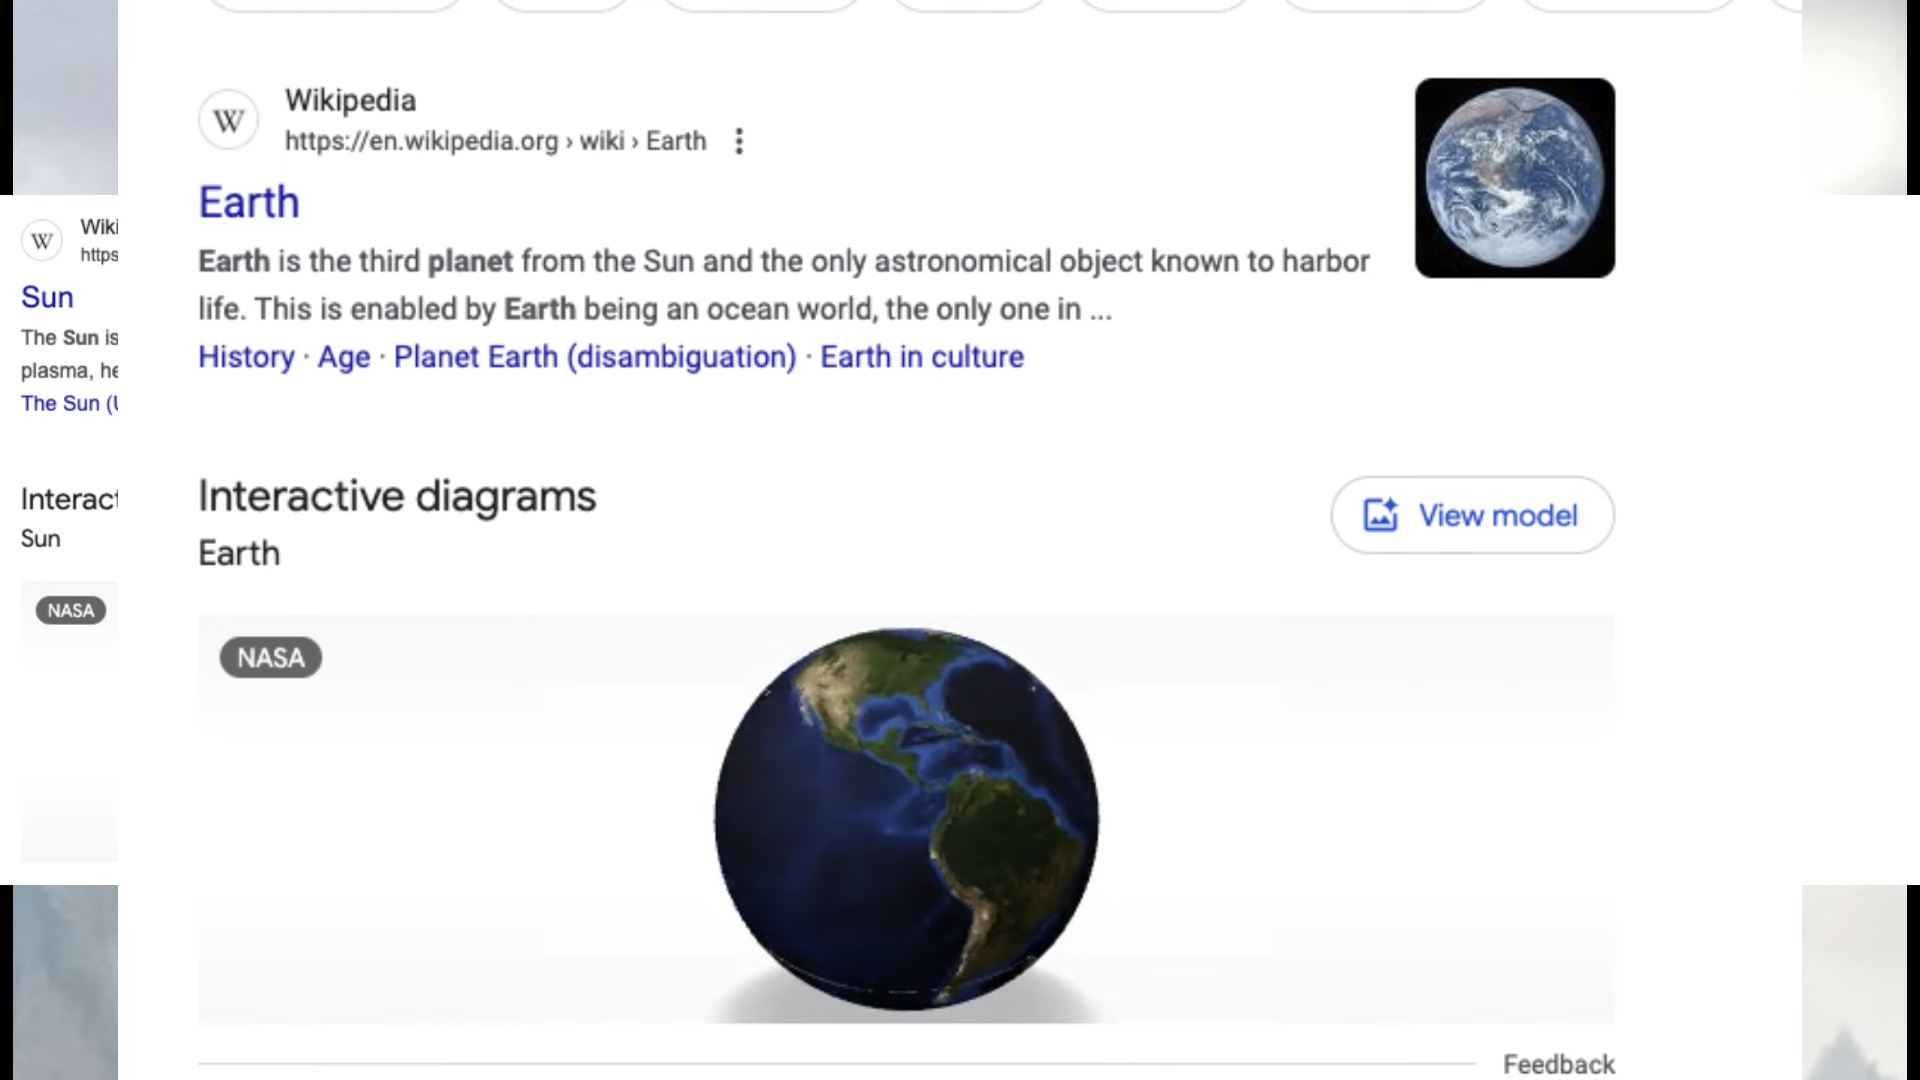 Wikipedia
https://en.wikipedia.org › wiki › Earth
Earth
Earth is the third planet from the Sun and the only astronomical object known to harbor
life. This is enabled by Earth being an ocean world, the only one in ...
History · Age · Planet Earth (disambiguation) · Earth in culture
Interactive diagrams
View model
Earth
NASA
Feedback
W
Wiki
https
Sun
The Sun is
plasma, he
The Sun (
Interact
Sun
NASA